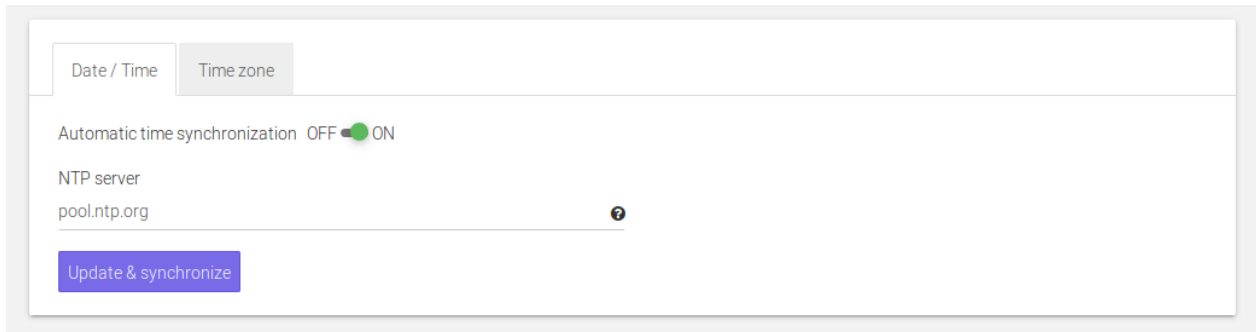 Date / Time Time zone
Automatic time synchronization OFF ON
NTP server
pool.ntp.org
Update & synchronize